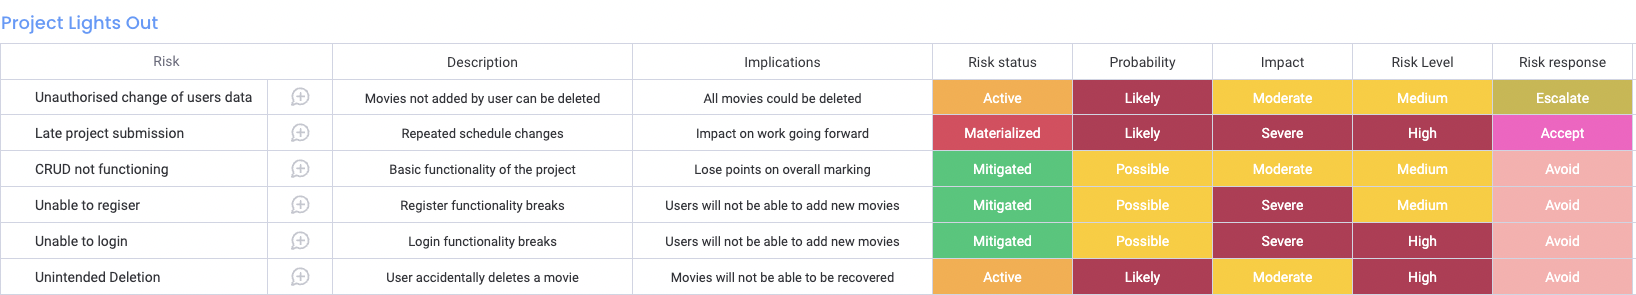 Project Lights Out
Risk Description Implications Risk status Probability Impact Risk Level Risk response
Unauthorised change of users data Movies not added by user can be deleted All movies could be deleted Active Likely Moderate Medium Escalate
Late project submission Repeated schedule changes Impact on work going forward Materialized Likely Severe High Accept
CRUD not functioning Basic functionality of the project Lose points on overall marking Mitigated Possible Moderate Medium Avoid
Unable to regiser Register functionality breaks Users will not be able to add new movies Mitigated Possible Severe Medium Avoid
Unable to login Login functionality breaks Users will not be able to add new movies Mitigated Possible Severe High Avoid
Unintended Deletion User accidentally deletes a movie Movies will not be able to be recovered Active Likely Moderate High Avoid